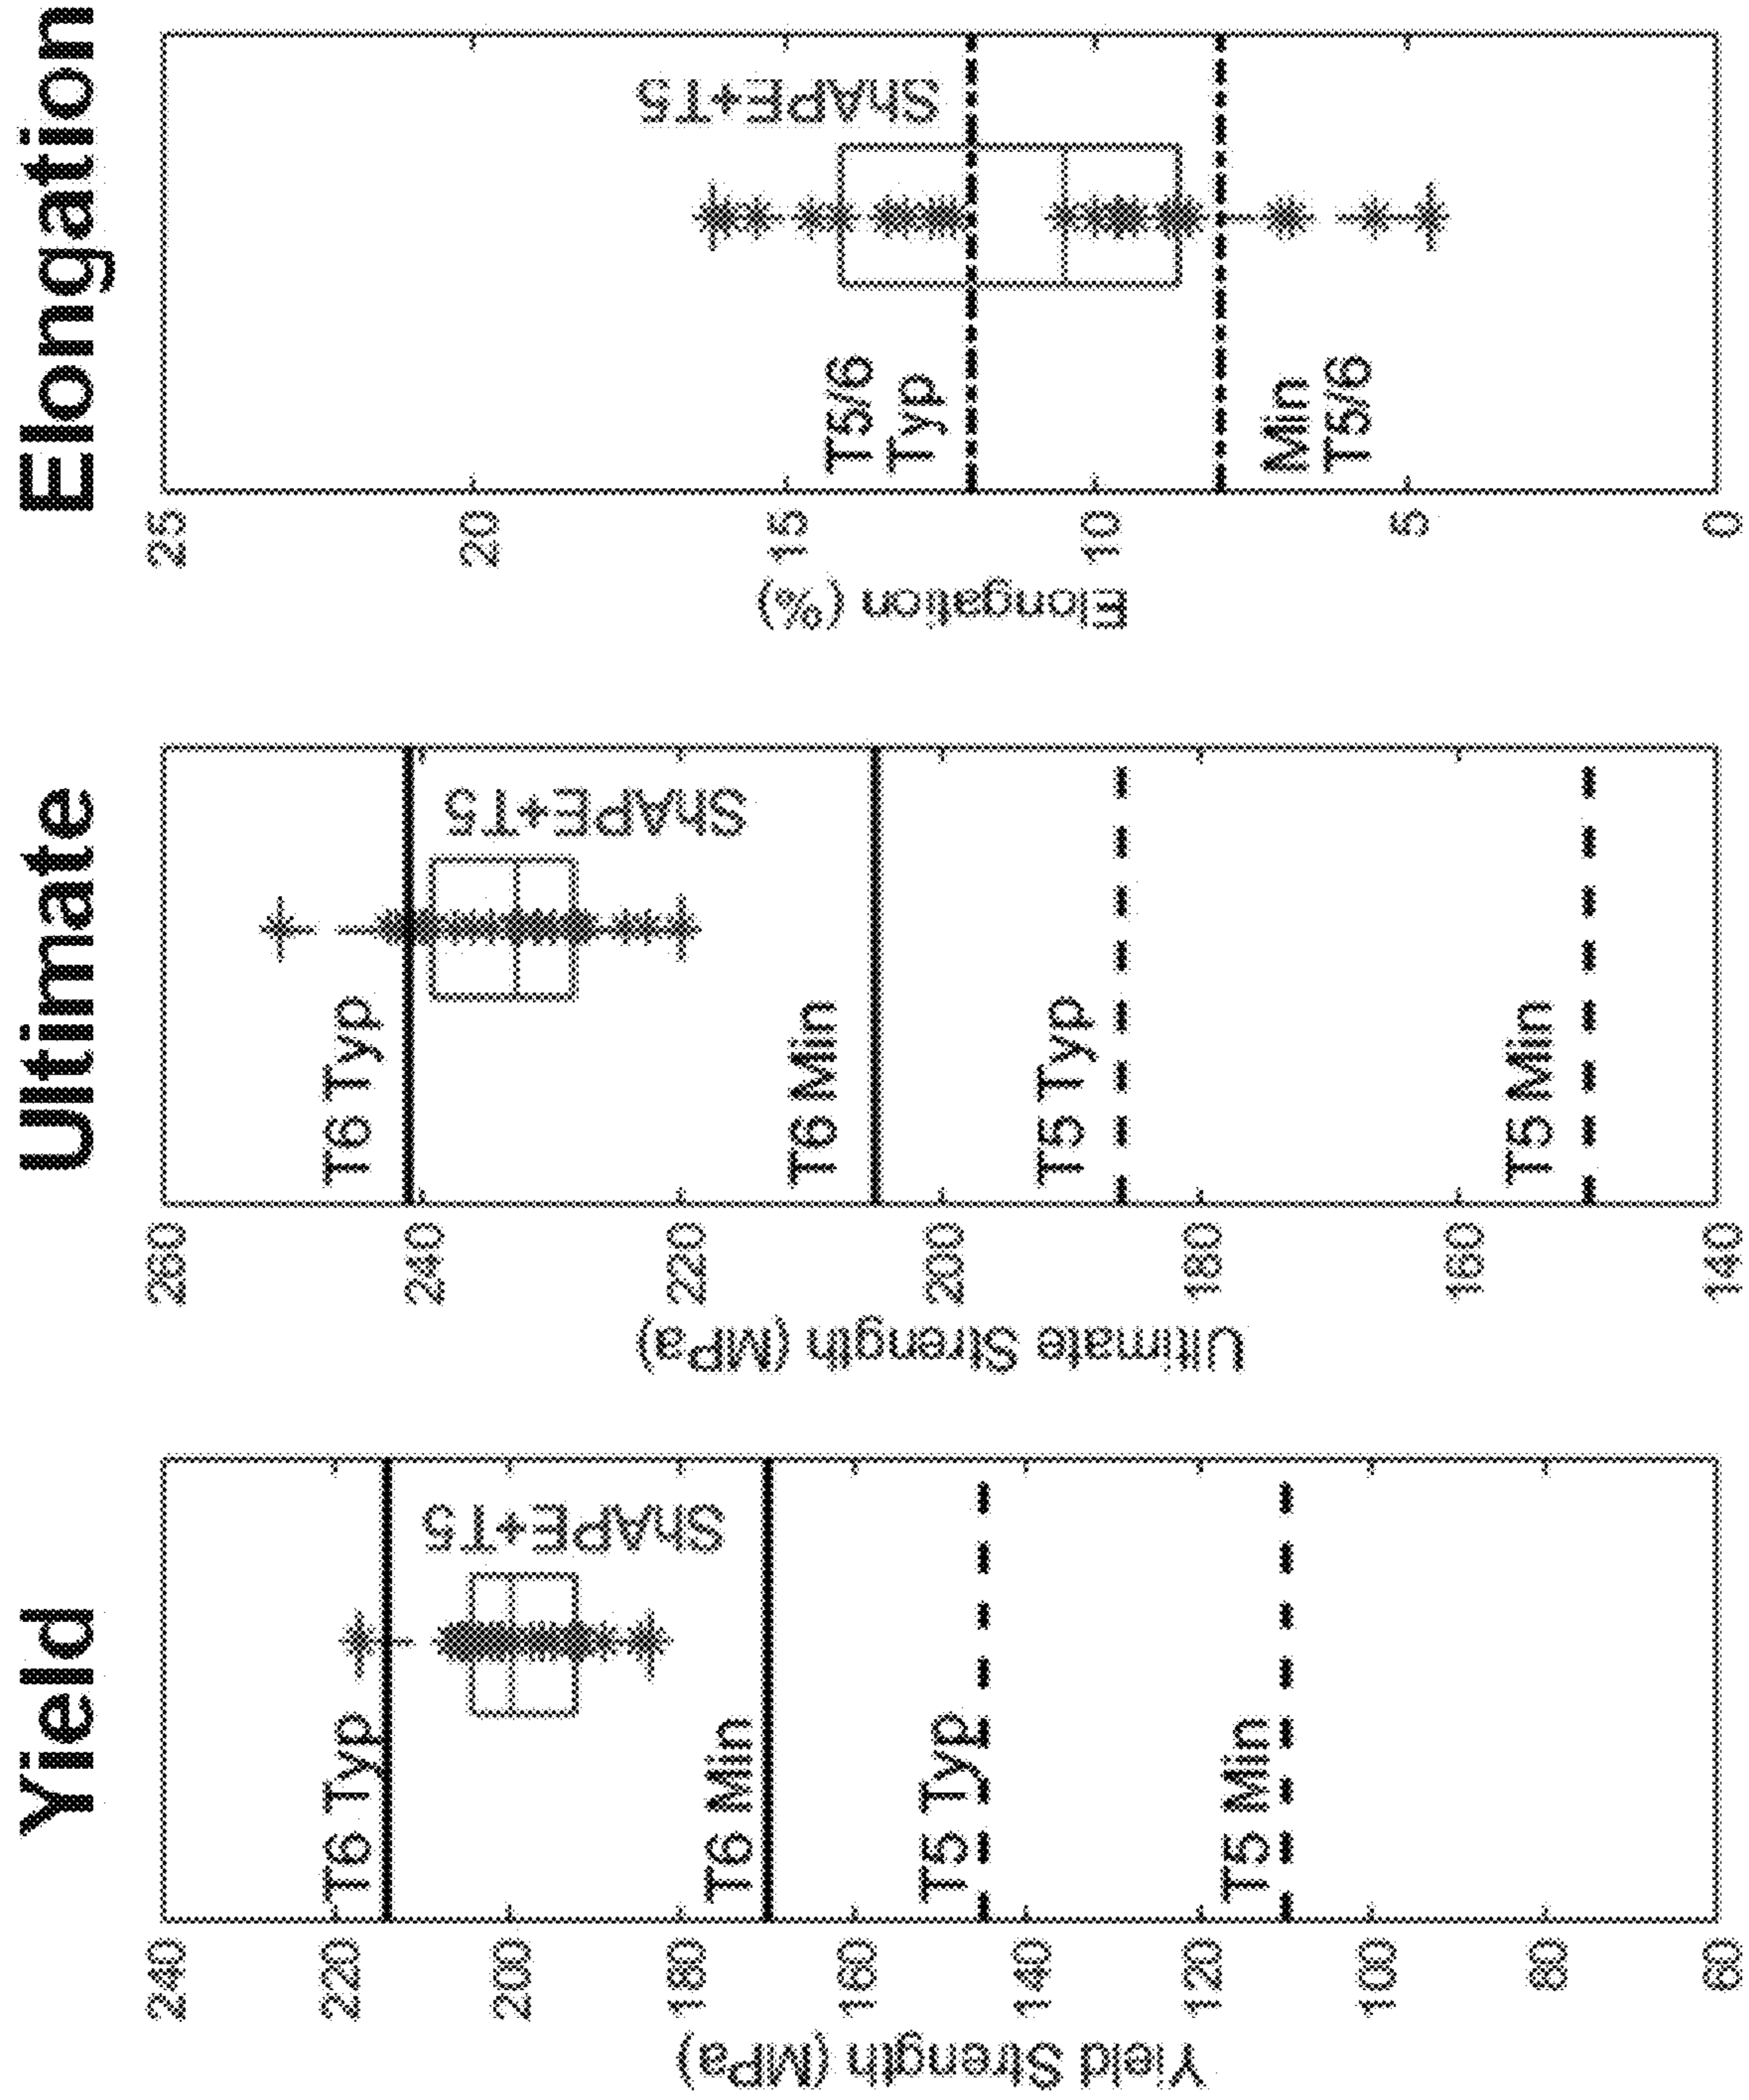 Yield
Yield Strength (MPa)
240
220
200
180
160
140
120
100
80
60
T6 Typ
T6 Min
T5 Typ
T5 Min
ShAPE+T5
Ultimate
Ultimate Strength (MPa)
260
240
220
200
180
160
140
T6 Typ
T6 Min
T5 Typ
T5 Min
ShAPE+T5
Elongation
Elongation (%)
25
20
15
10
5
0
T5/6
Typ
Min
T5/6
ShAPE+T5